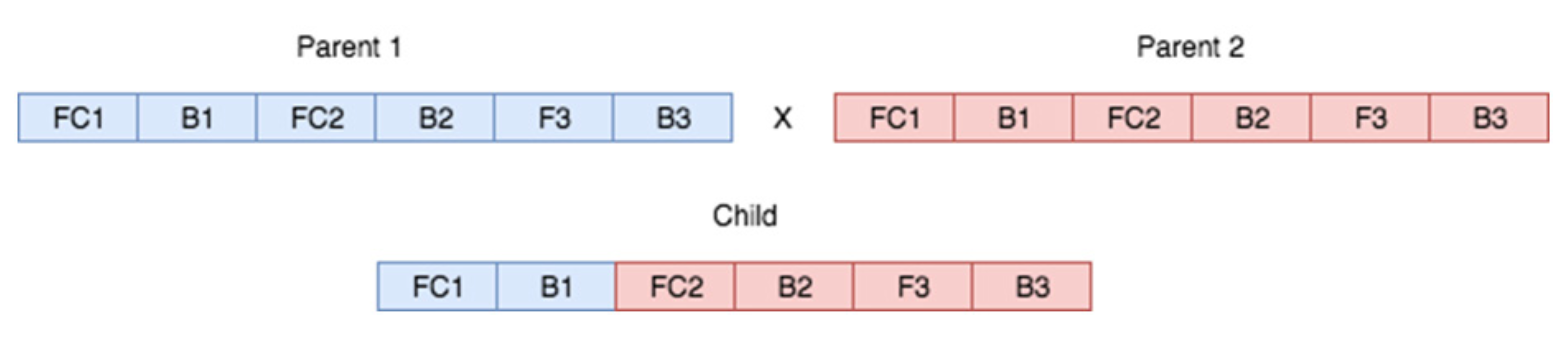 Parent 1 Parent 2
FC1 B1 FC2 B2 F3 B3 X FC1 B1 FC2 B2 F3 B3
Child
FC1 B1 FC2 B2 F3 B3